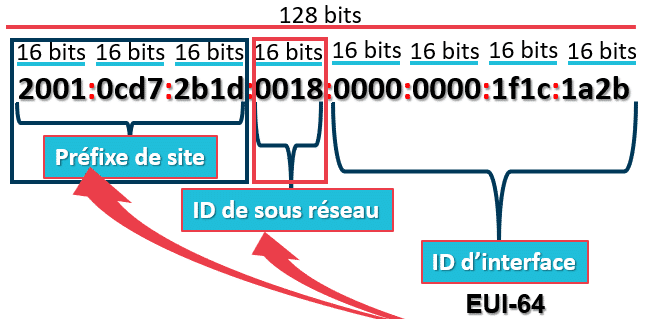 128 bits
16 bits 16 bits 16 bits 16 bits 16 bits 16 bits 16 bits 16 bits
2001:0cd7:2b1d:0018:0000:0000:1f1c:1a2b
Préfixe de site
ID de sous réseau
ID d’interface
EUI-64